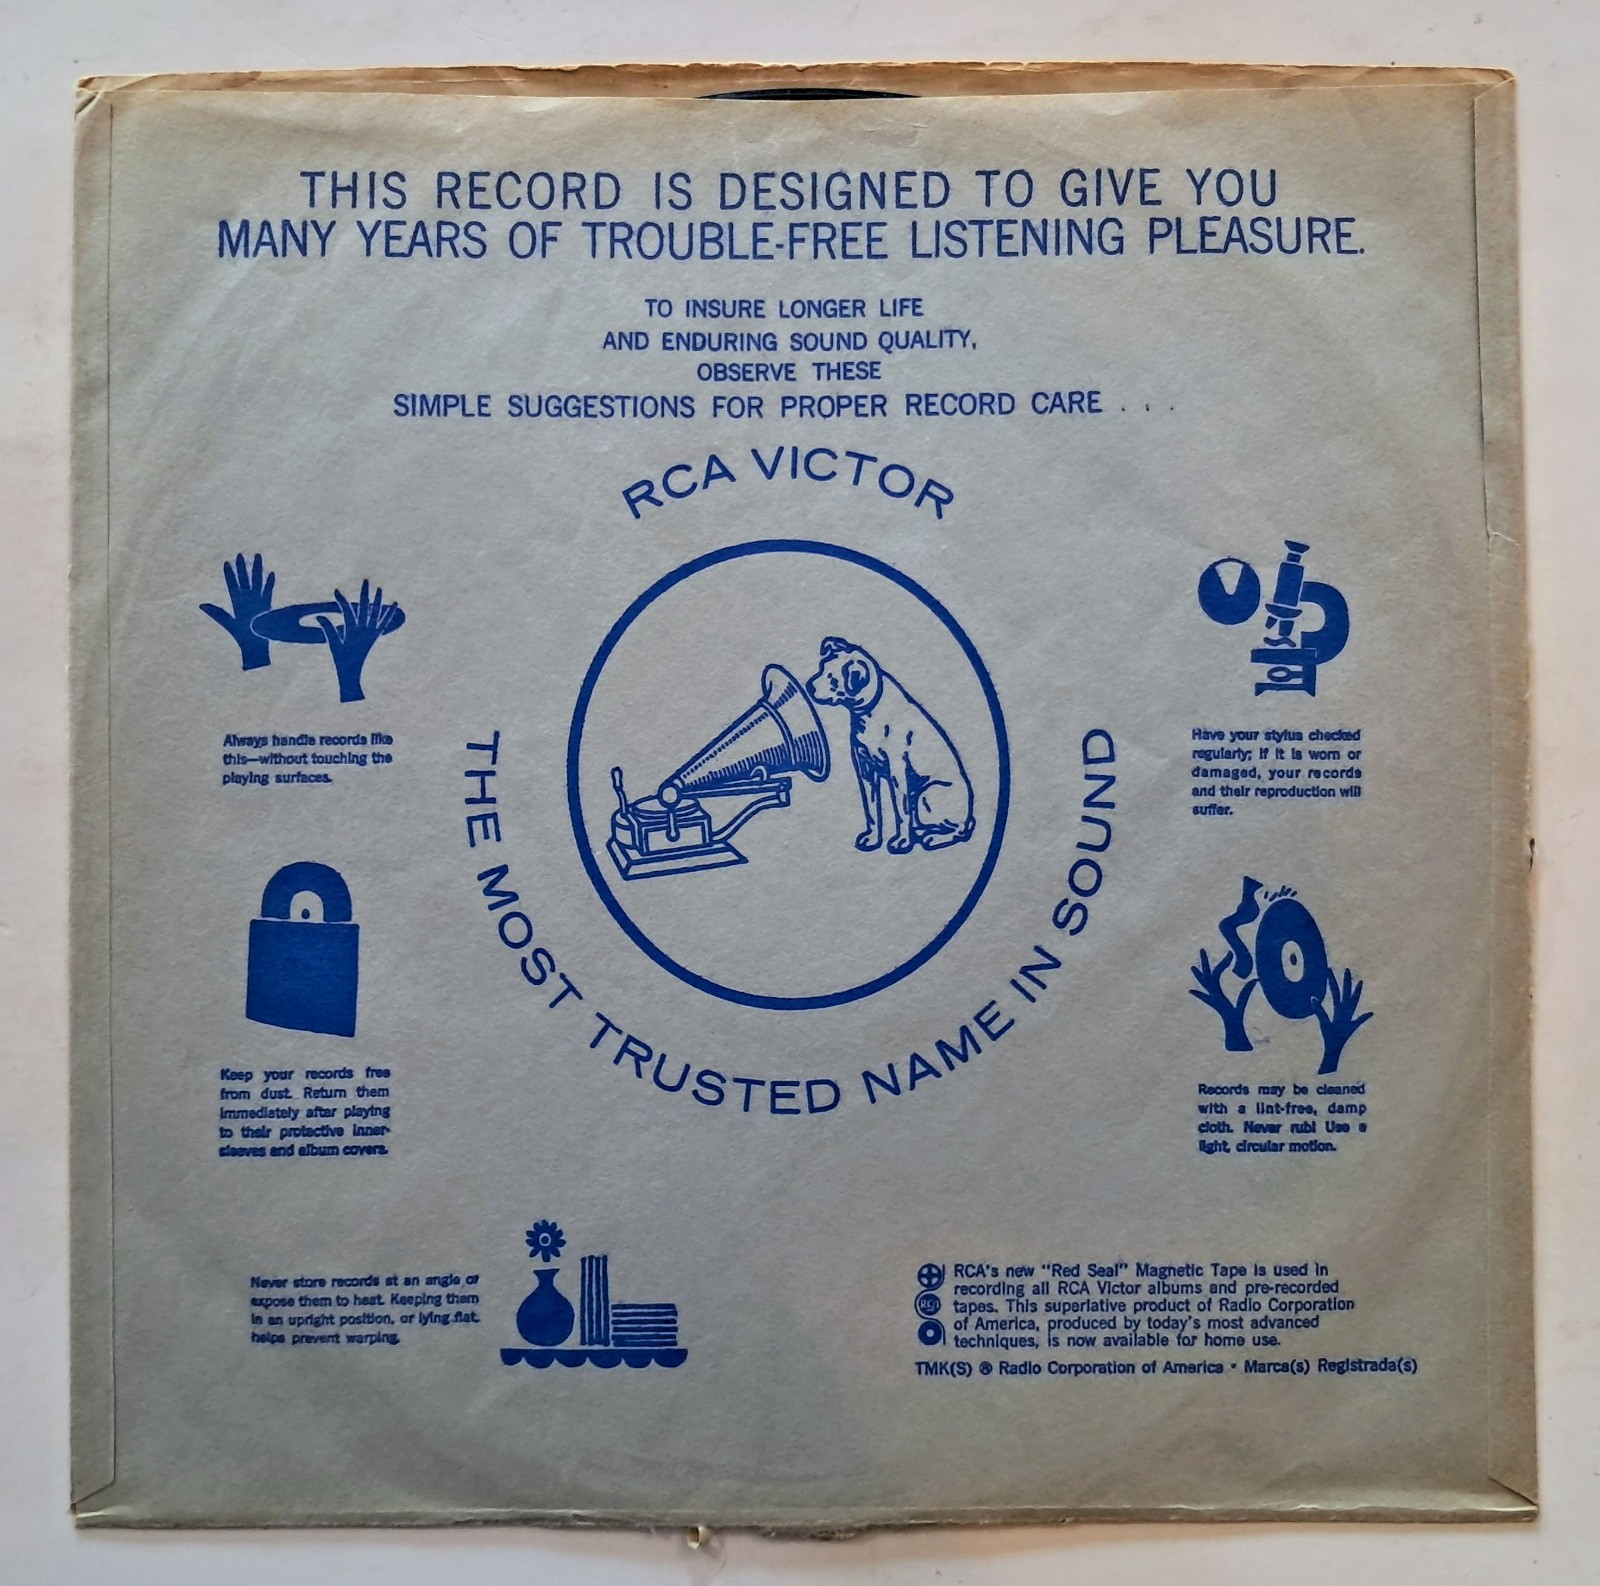 THIS RECORD IS DESIGNED TO GIVE YOU
MANY YEARS OF TROUBLE-FREE LISTENING PLEASURE.
TO INSURE LONGER LIFE
AND ENDURING SOUND QUALITY,
OBSERVE THESE
SIMPLE SUGGESTIONS FOR PROPER RECORD CARE . . .
RCA VICTOR
THE MOST TRUSTED NAME IN SOUND
Always handle records like
this—without touching the
playing surfaces.
Have your stylus checked
regularly; if it is worn or
damaged, your records
and their reproduction will
suffer.
Keep your records free
from dust. Return them
immediately after playing
to their protective inner-
sleeves and album covers.
Records may be cleaned
with a lint-free, damp
cloth. Never rub! Use a
light, circular motion.
Never store records at an angle or
expose them to heat. Keeping them
in an upright position, or lying flat,
helps prevent warping.
RCA's new "Red Seal" Magnetic Tape is used in
recording all RCA Victor albums and pre-recorded
tapes. This superlative product of Radio Corporation
of America, produced by today's most advanced
techniques, is now available for home use.
RCA
TMK(S) ® Radio Corporation of America • Marca(s) Registrada(s)